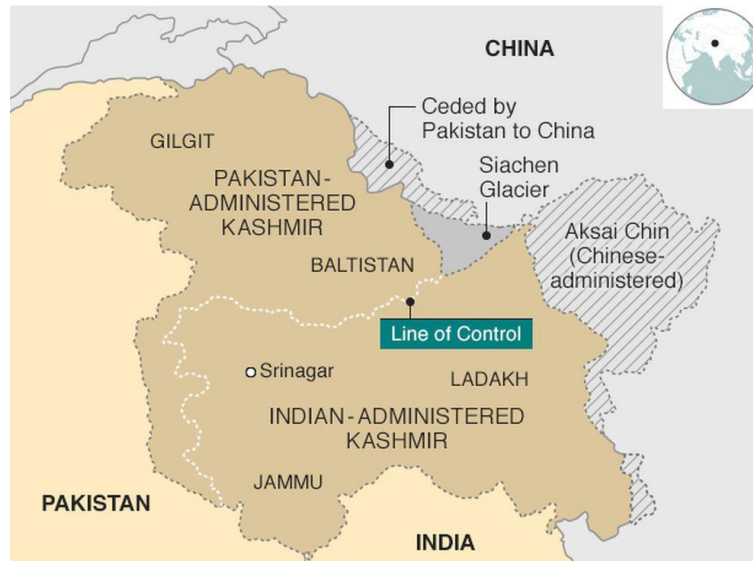 CHINA
Ceded by
Pakistan to China
GILGIT
Siachen
Glacier
PAKISTAN-
ADMINISTERED
KASHMIR
Aksai Chin
(Chinese-
administered)
BALTISTAN
Line of Control
Srinagar
LADAKH
INDIAN-ADMINISTERED
KASHMIR
JAMMU
PAKISTAN
INDIA